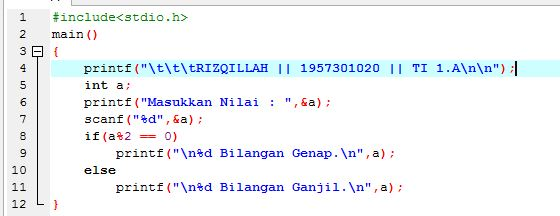 1 #include<stdio.h>
2 main()
3 {
4 printf("\t\t\tRIZQILLAH || 1957301020 || TI 1.A\n\n");
5 int a;
6 printf("Masukkan Nilai : ",&a);
7 scanf("%d",&a);
8 if(a%2 == 0)
9 printf("\n%d Bilangan Genap.\n",a);
10 else
11 printf("\n%d Bilangan Ganjil.\n",a);
12 }